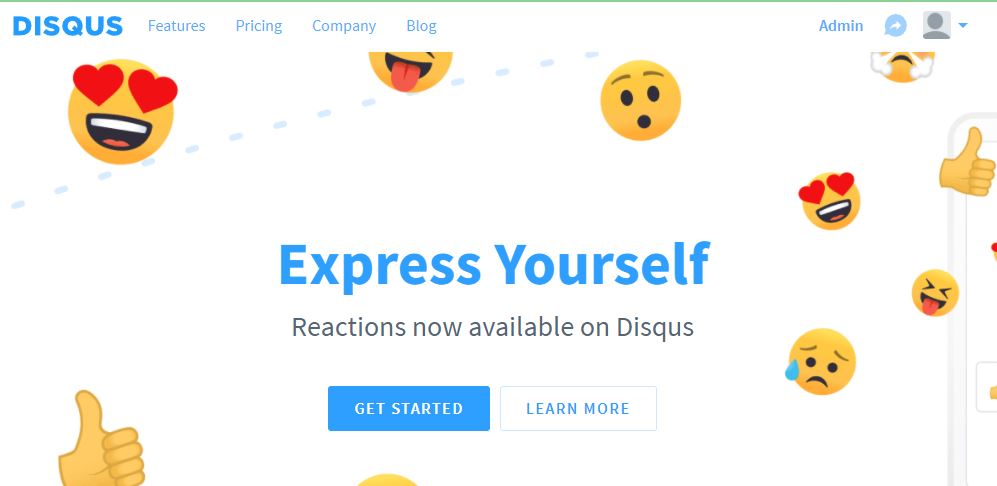 DISQUS Features Pricing Company Blog Admin
Express Yourself
Reactions now available on Disqus
GET STARTED LEARN MORE